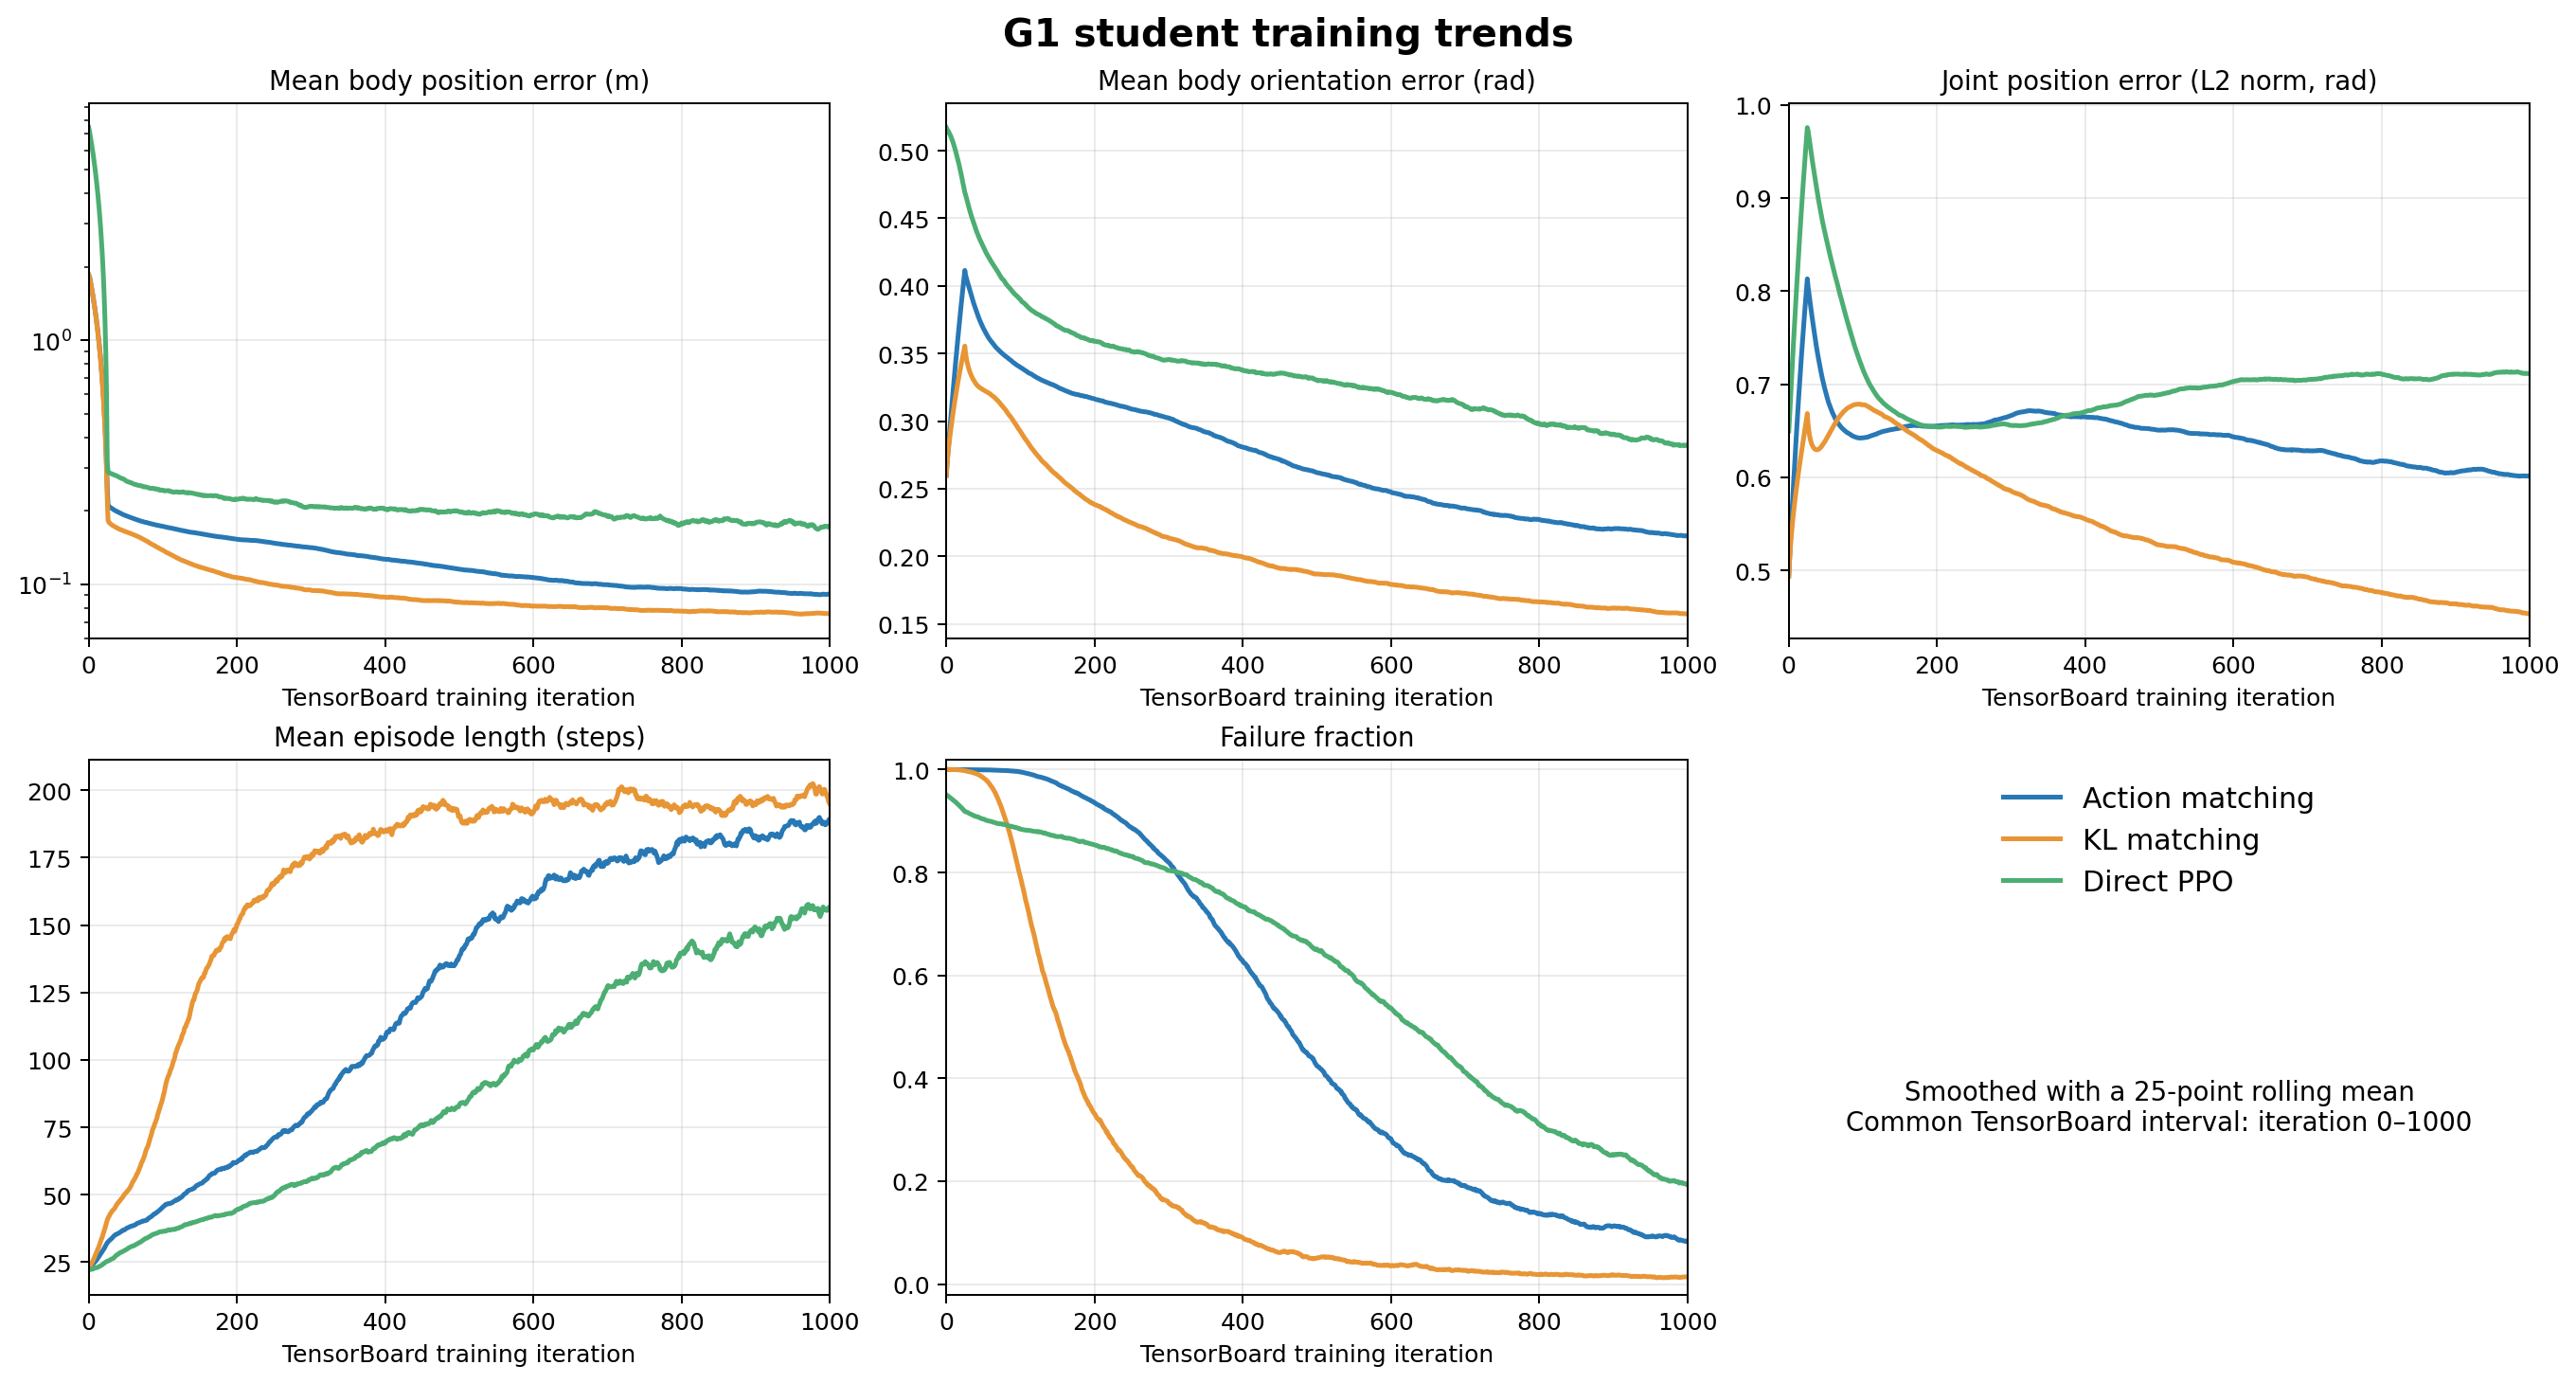 G1 student training trends
Mean body position error (m)
10⁰
10⁻¹
0 200 400 600 800 1000
TensorBoard training iteration
Mean body orientation error (rad)
0.50
0.45
0.40
0.35
0.30
0.25
0.20
0.15
0 200 400 600 800 1000
TensorBoard training iteration
Joint position error (L2 norm, rad)
1.0
0.9
0.8
0.7
0.6
0.5
0 200 400 600 800 1000
TensorBoard training iteration
Mean episode length (steps)
200
175
150
125
100
75
50
25
0 200 400 600 800 1000
TensorBoard training iteration
Failure fraction
1.0
0.8
0.6
0.4
0.2
0.0
0 200 400 600 800 1000
TensorBoard training iteration
Action matching
KL matching
Direct PPO
Smoothed with a 25-point rolling mean
Common TensorBoard interval: iteration 0–1000